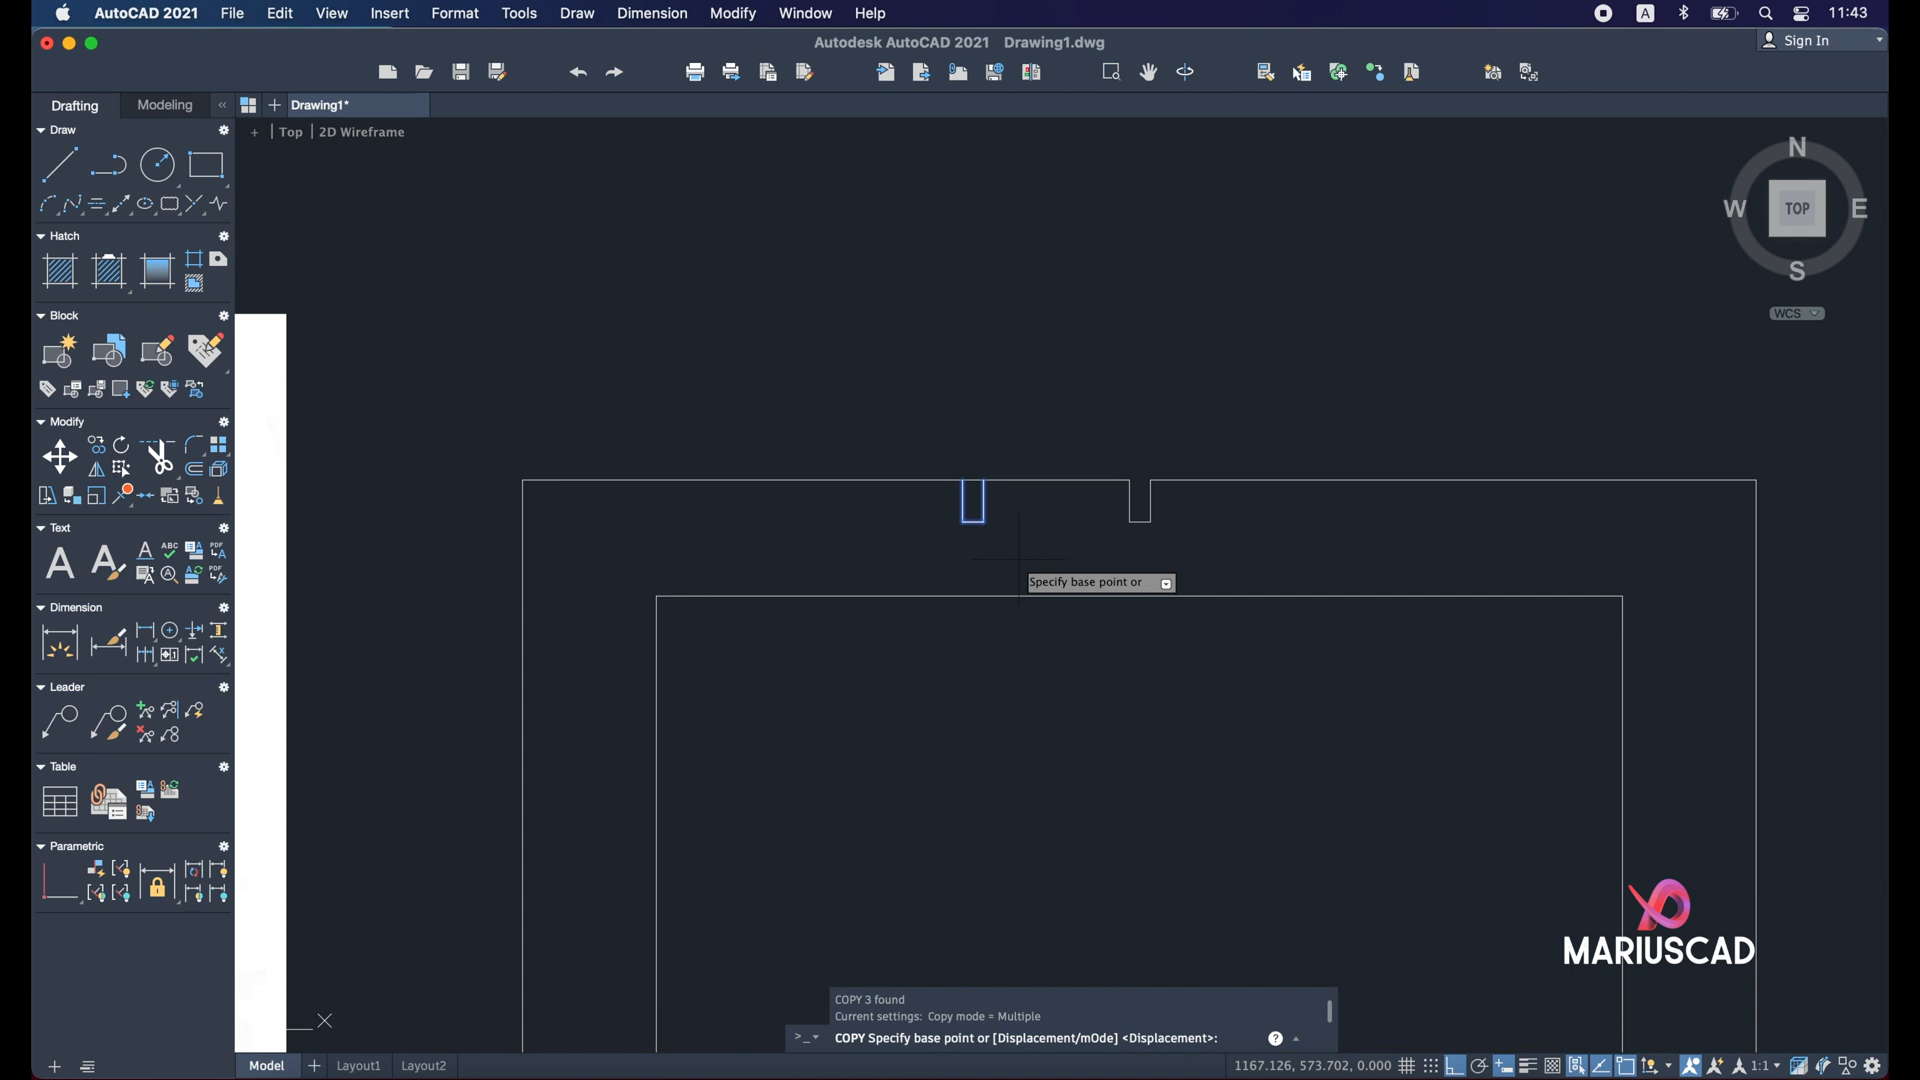 AutoCAD 2021 File Edit View Insert Format Tools Draw Dimension Modify Window Help A 11:43
Autodesk AutoCAD 2021 Drawing1.dwg
Sign In
Drafting Modeling « Drawing1*
Draw
+ | Top | 2D Wireframe
N
W TOP E
S
WCS
Hatch
Block
Modify
Text
A A A ABC PDF
PDF
Dimension
Leader
Table
Parametric
Specify base point or
MARIUSCAD
COPY 3 found
Current settings: Copy mode = Multiple
>_ COPY Specify base point or [Displacement/mOde] <Displacement>: ?
Model Layout1 Layout2 1167.126, 573.702, 0.000 1:1